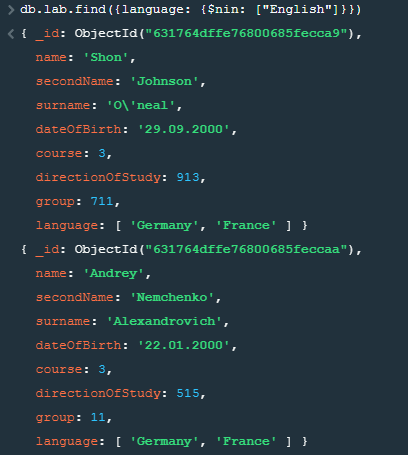 > db.lab.find({language: {$nin: ["English"]}})
< { _id: ObjectId("631764dffe76800685fecca9"),
name: 'Shon',
secondName: 'Johnson',
surname: 'O\'neal',
dateOfBirth: '29.09.2000',
course: 3,
directionOfStudy: 913,
group: 711,
language: [ 'Germany', 'France' ] }
{ _id: ObjectId("631764dffe76800685feccaa"),
name: 'Andrey',
secondName: 'Nemchenko',
surname: 'Alexandrovich',
dateOfBirth: '22.01.2000',
course: 3,
directionOfStudy: 515,
group: 11,
language: [ 'Germany', 'France' ] }